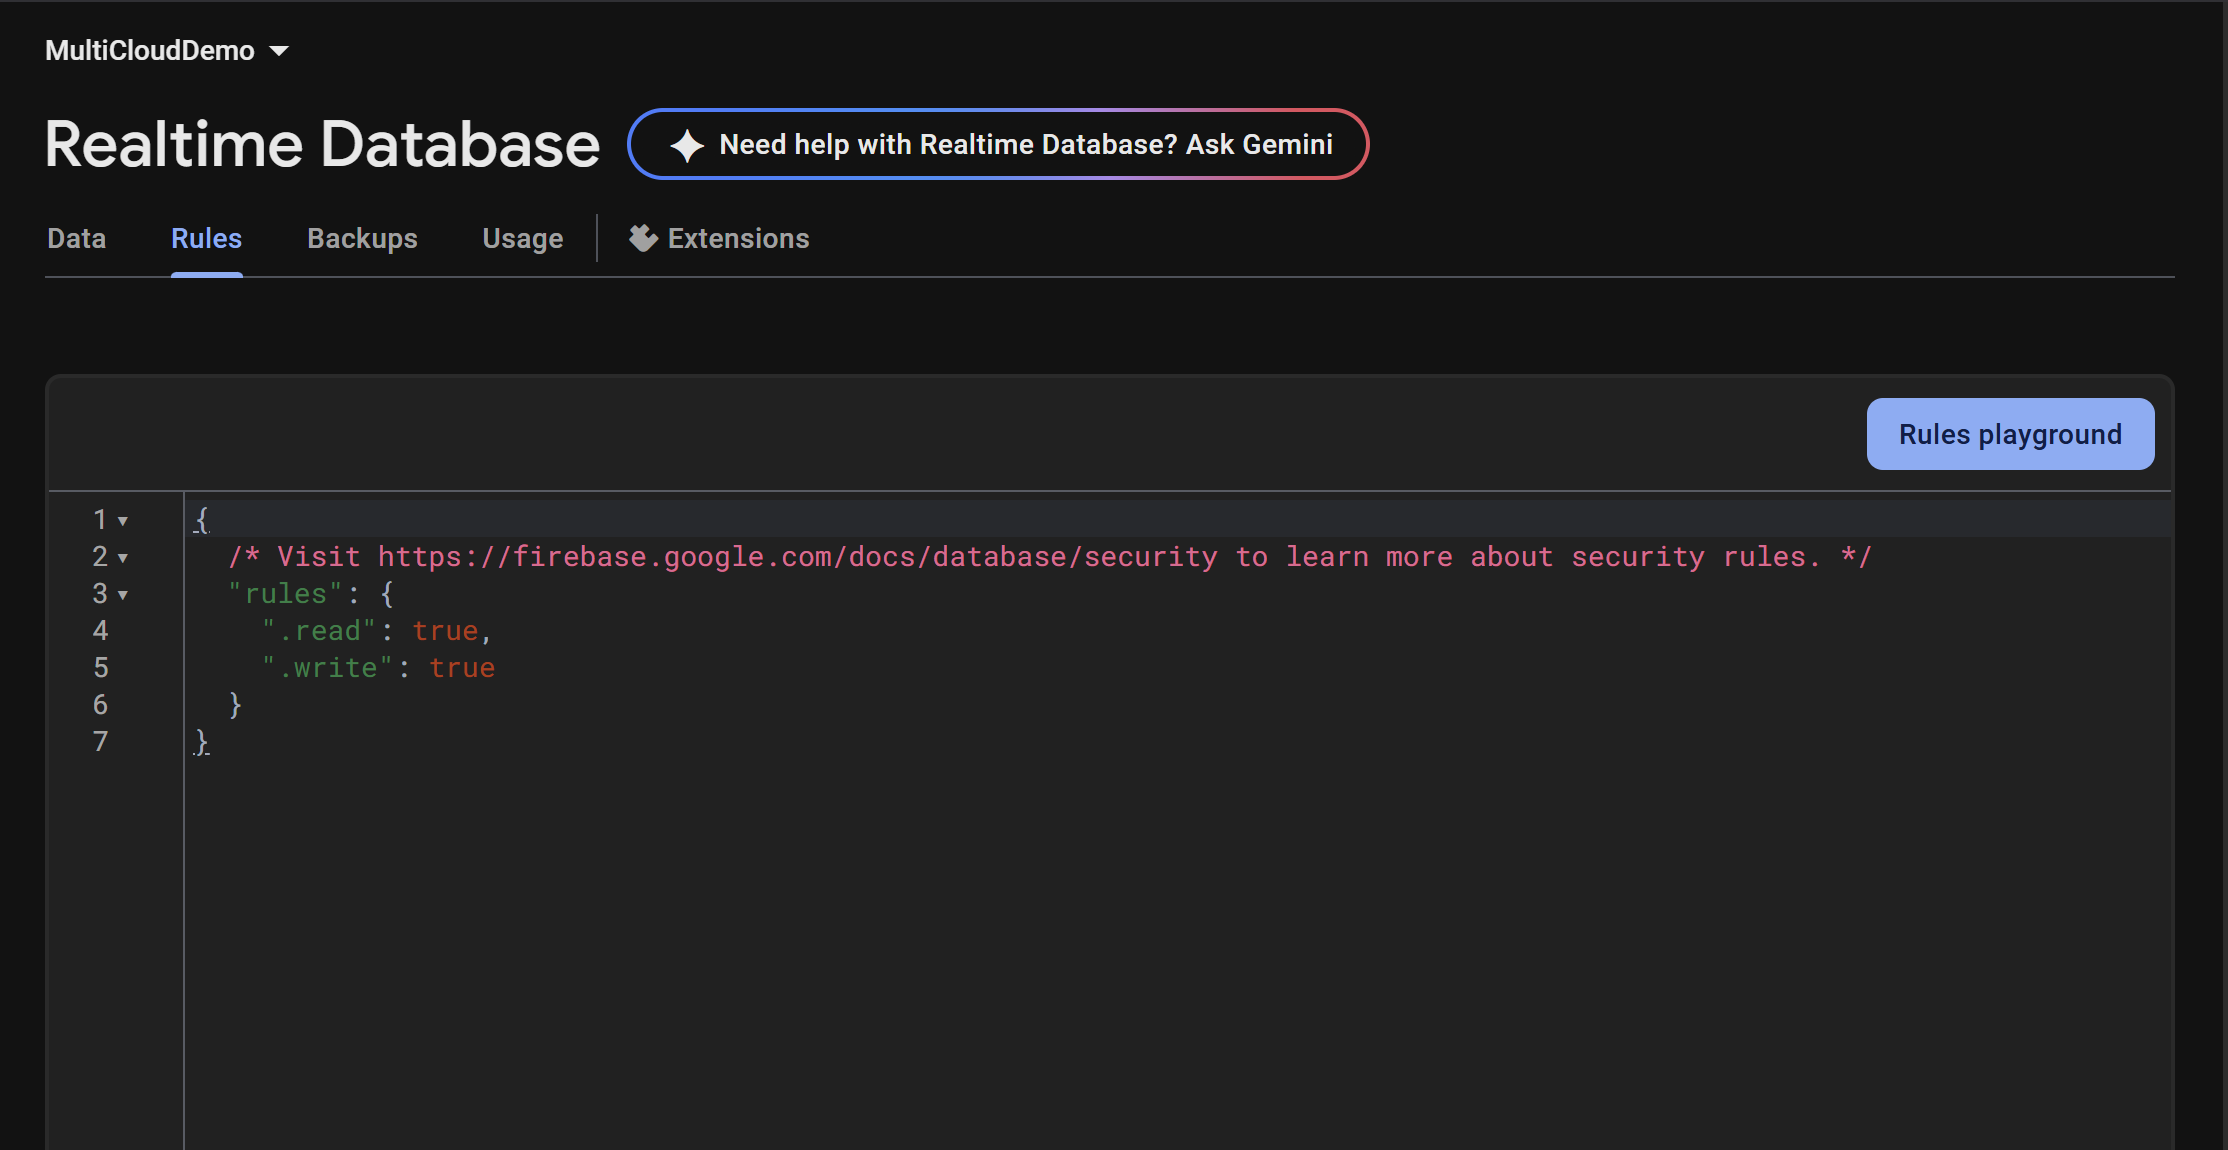 MultiCloudDemo
Realtime Database
Need help with Realtime Database? Ask Gemini
Data Rules Backups Usage Extensions
Rules playground
1 {
2   /* Visit https://firebase.google.com/docs/database/security to learn more about security rules. */
3   "rules": {
4     ".read": true,
5     ".write": true
6   }
7 }